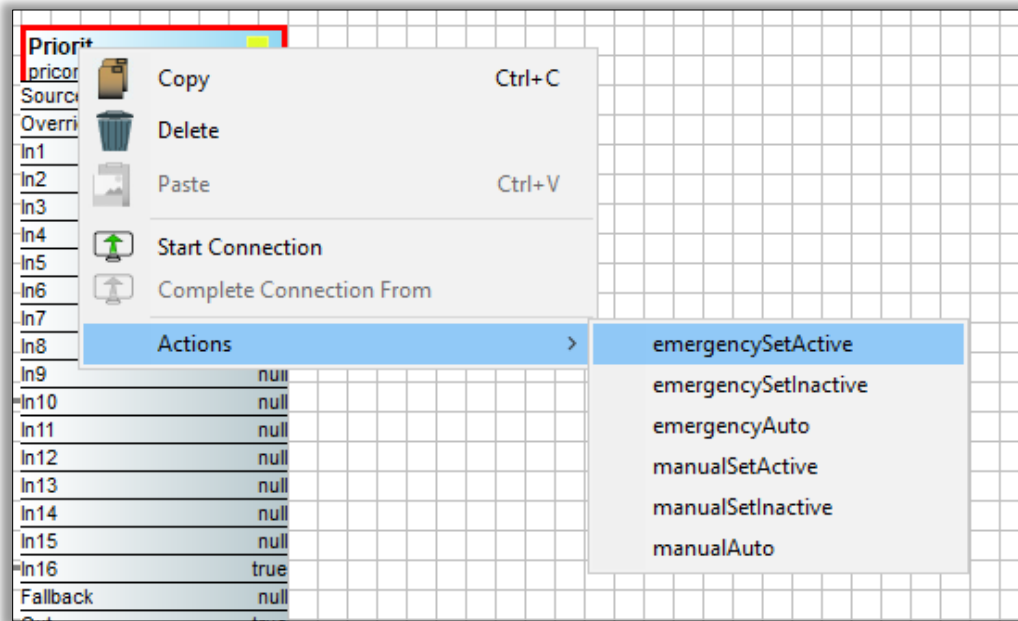 Priorit
pricor
Source
Overri
In1
In2
In3
In4
In5
In6
In7
In8
In9 null
In10 null
In11 null
In12 null
In13 null
In14 null
In15 null
In16 true
Fallback null
Copy Ctrl+C
Delete
Paste Ctrl+V
Start Connection
Complete Connection From
Actions
emergencySetActive
emergencySetInactive
emergencyAuto
manualSetActive
manualSetInactive
manualAuto